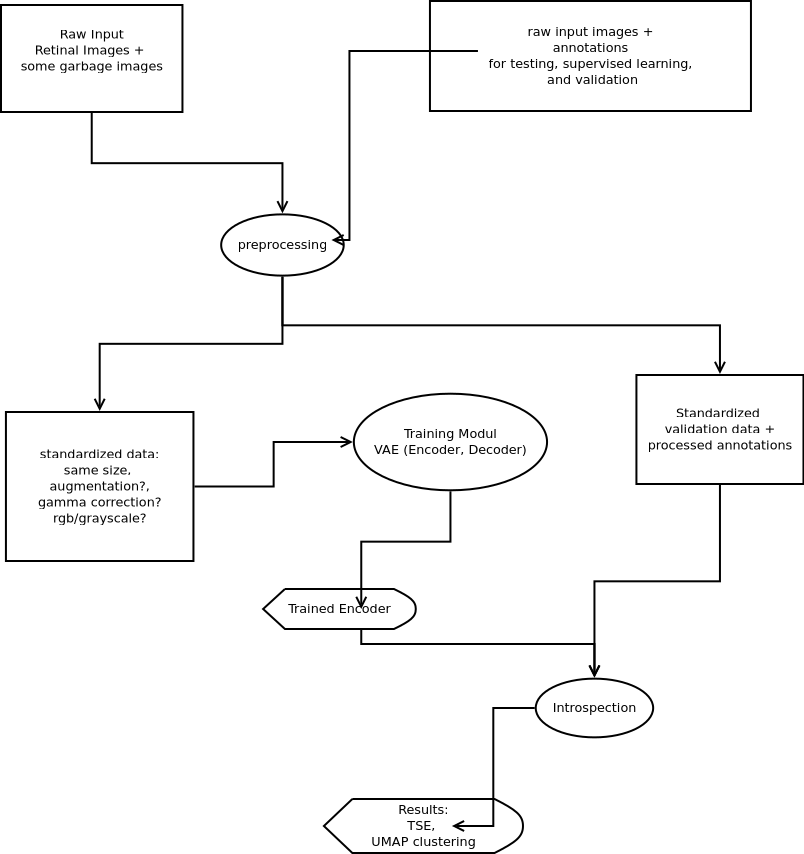 Raw Input
Retinal Images +
some garbage images
raw input images +
annotations
for testing, supervised learning,
and validation
preprocessing
Training Modul
VAE (Encoder, Decoder)
Standardized
validation data +
processed annotations
standardized data:
same size,
augmentation?,
gamma correction?
rgb/grayscale?
Trained Encoder
Introspection
Results:
TSE,
UMAP clustering